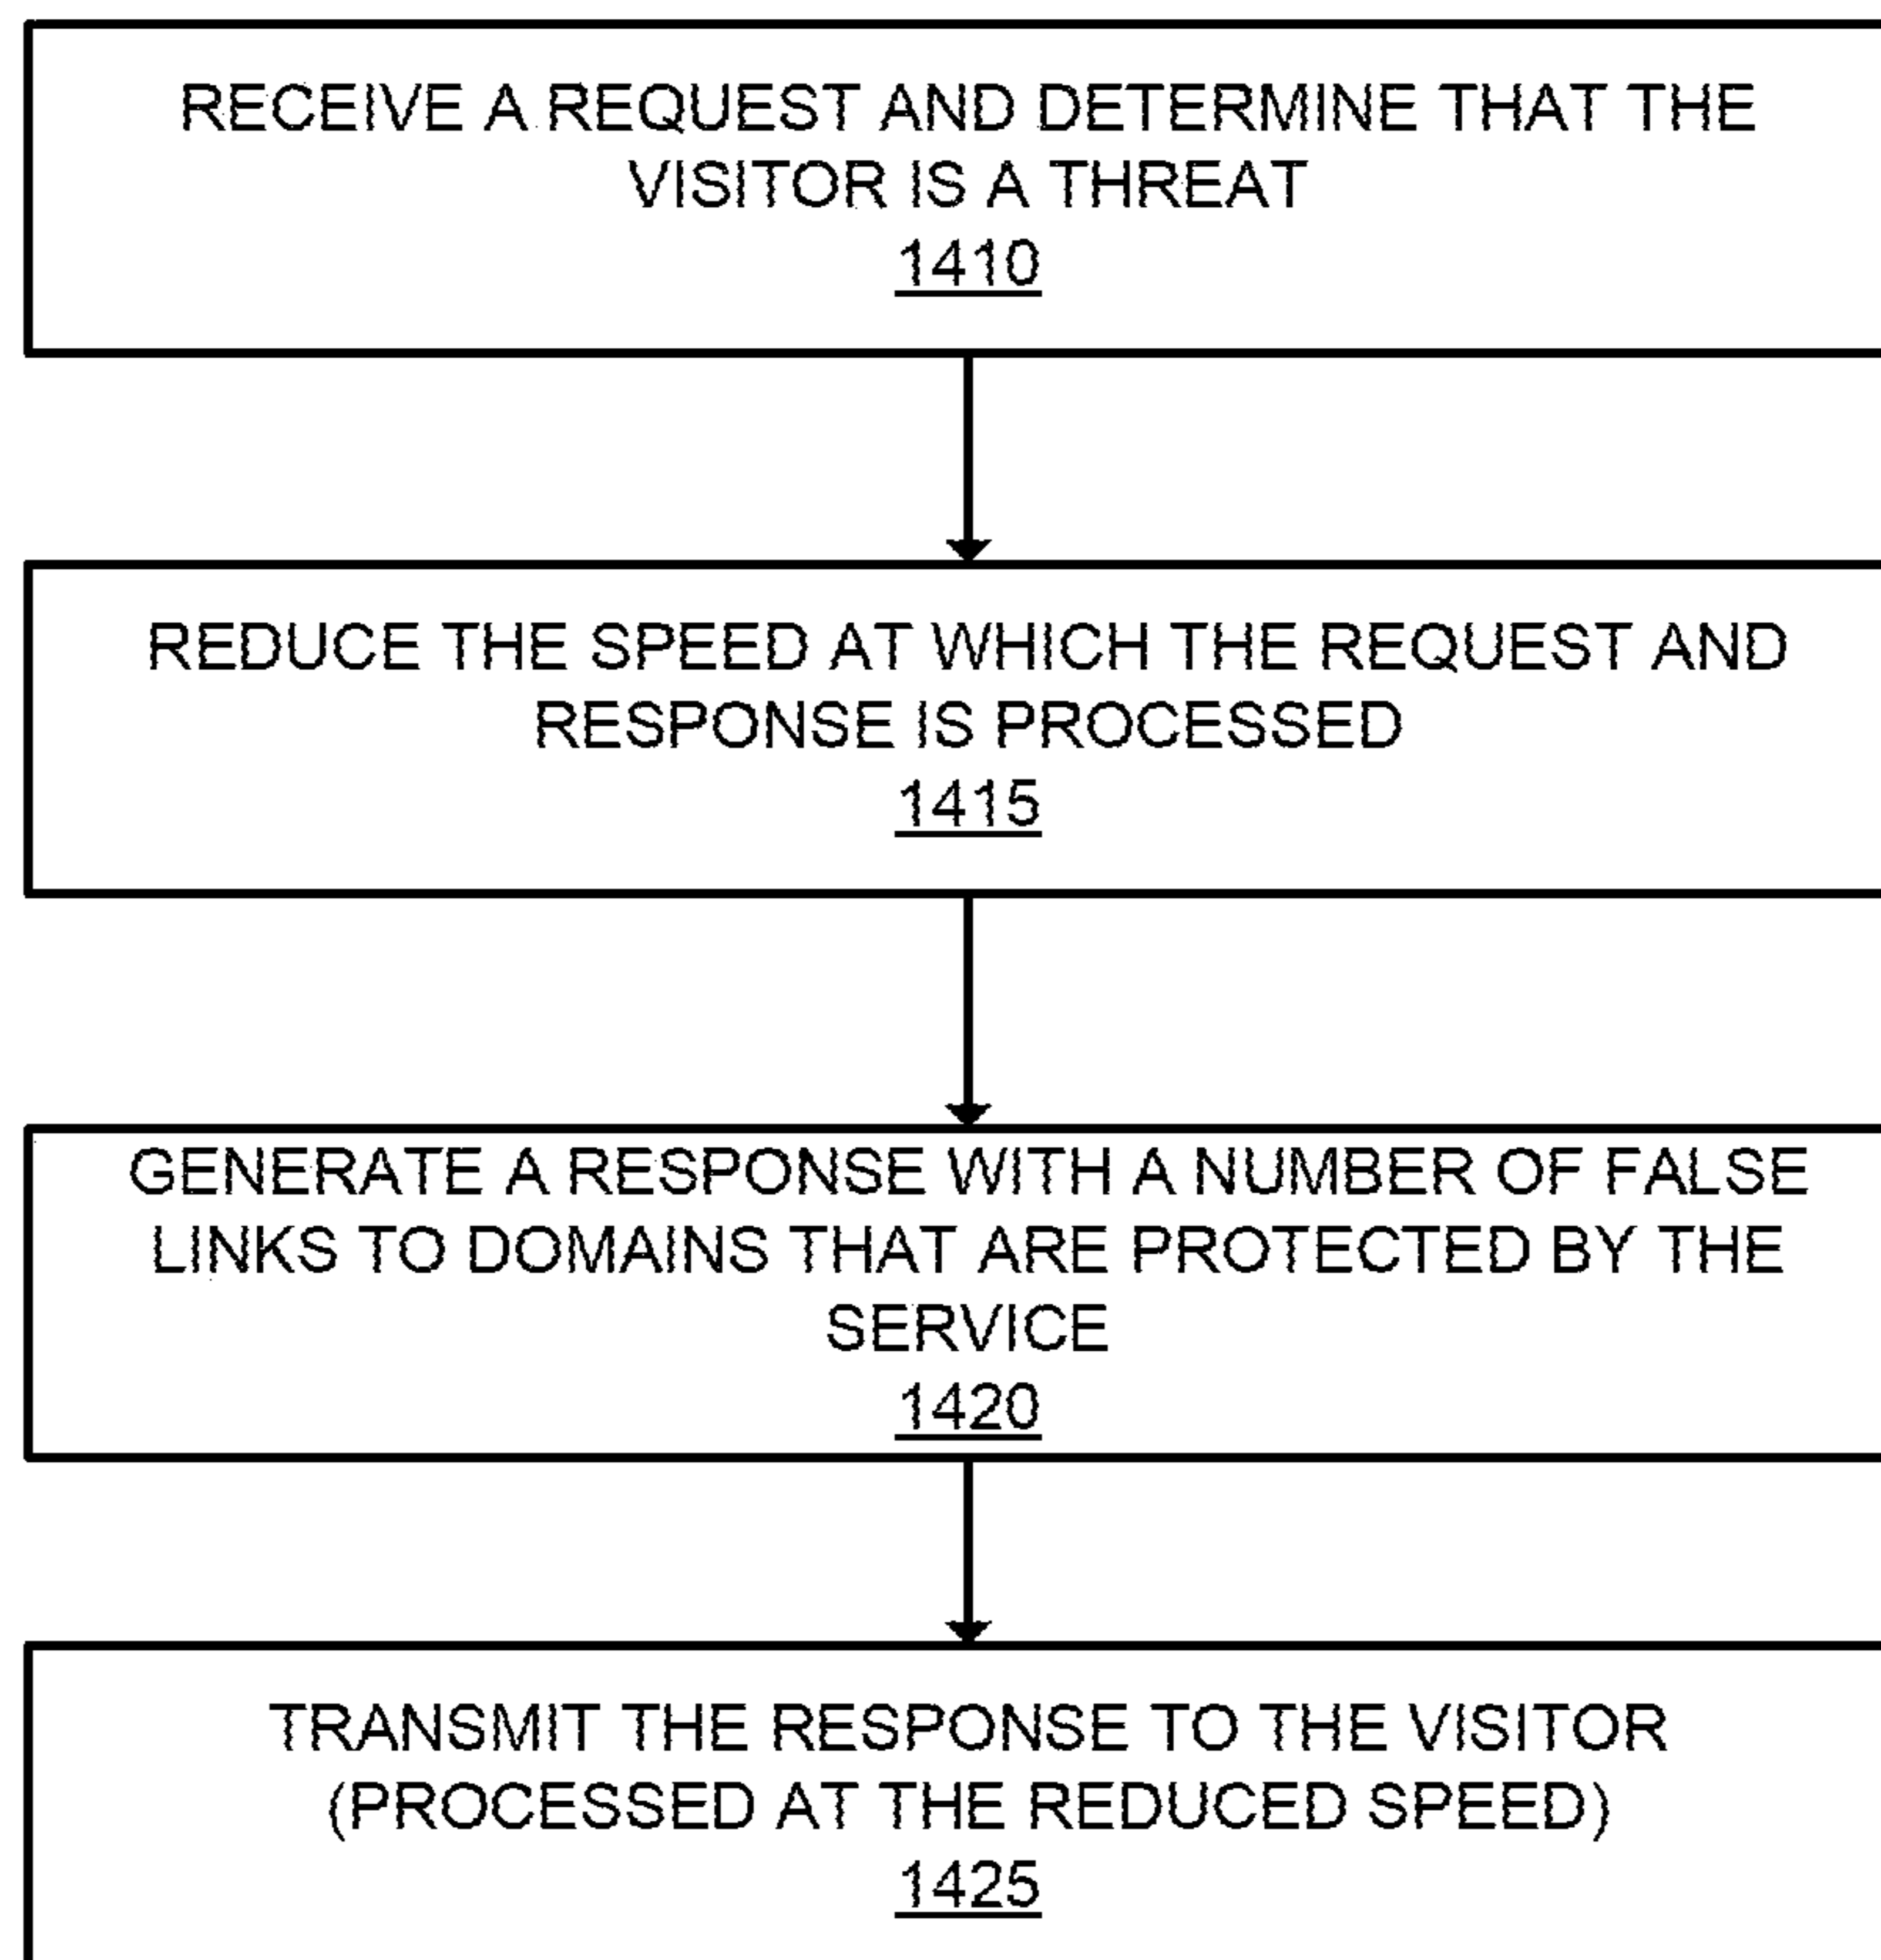 RECEIVE A REQUEST AND DETERMINE THAT THE
VISITOR IS A THREAT
1410
REDUCE THE SPEED AT WHICH THE REQUEST AND
RESPONSE IS PROCESSED
1415
GENERATE A RESPONSE WITH A NUMBER OF FALSE
LINKS TO DOMAINS THAT ARE PROTECTED BY THE
SERVICE
1420
TRANSMIT THE RESPONSE TO THE VISITOR
(PROCESSED AT THE REDUCED SPEED)
1425